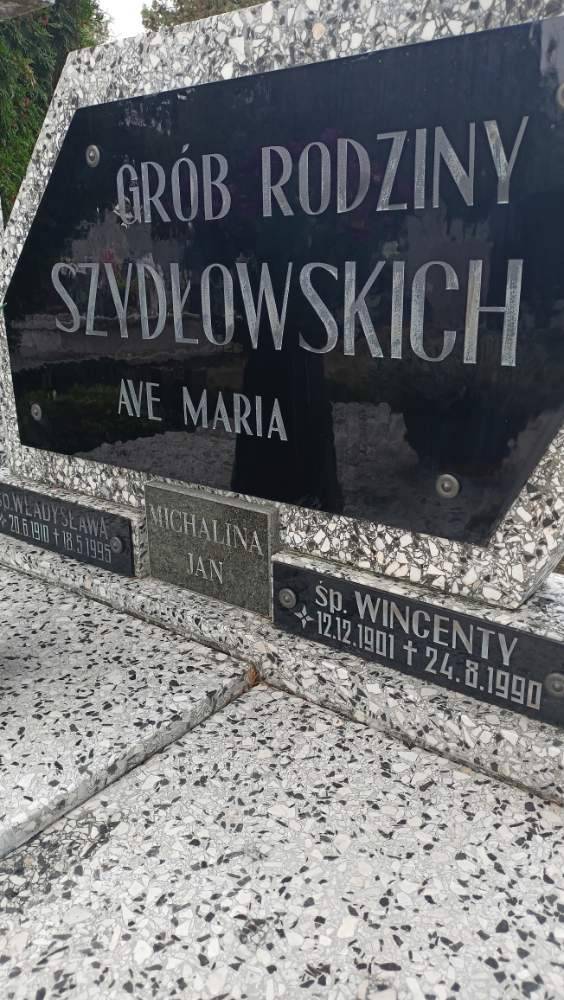 GRÓB RODZINY
SZYDŁOWSKICH
AVE MARIA
śp. WŁADYSŁAWA
20.6.1910 + 18.5.1995
MICHALINA
JAN
śp. WINCENTY
12.12.1901 + 24.8.1990